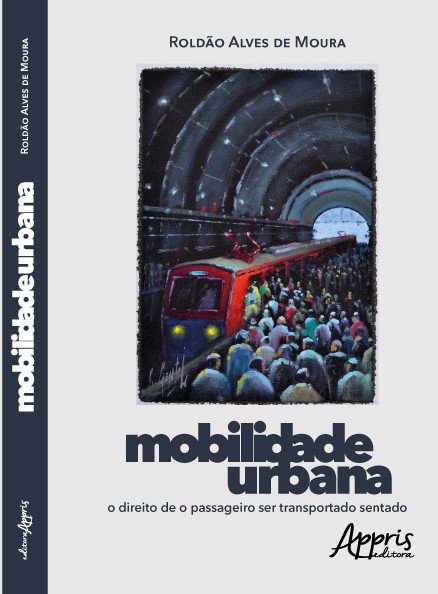 ROLDÃO ALVES DE MOURA
mobilidadeurbana
editora Appris
ROLDÃO ALVES DE MOURA
mobilidade
urbana
o direito de o passageiro ser transportado sentado
Appris
editora